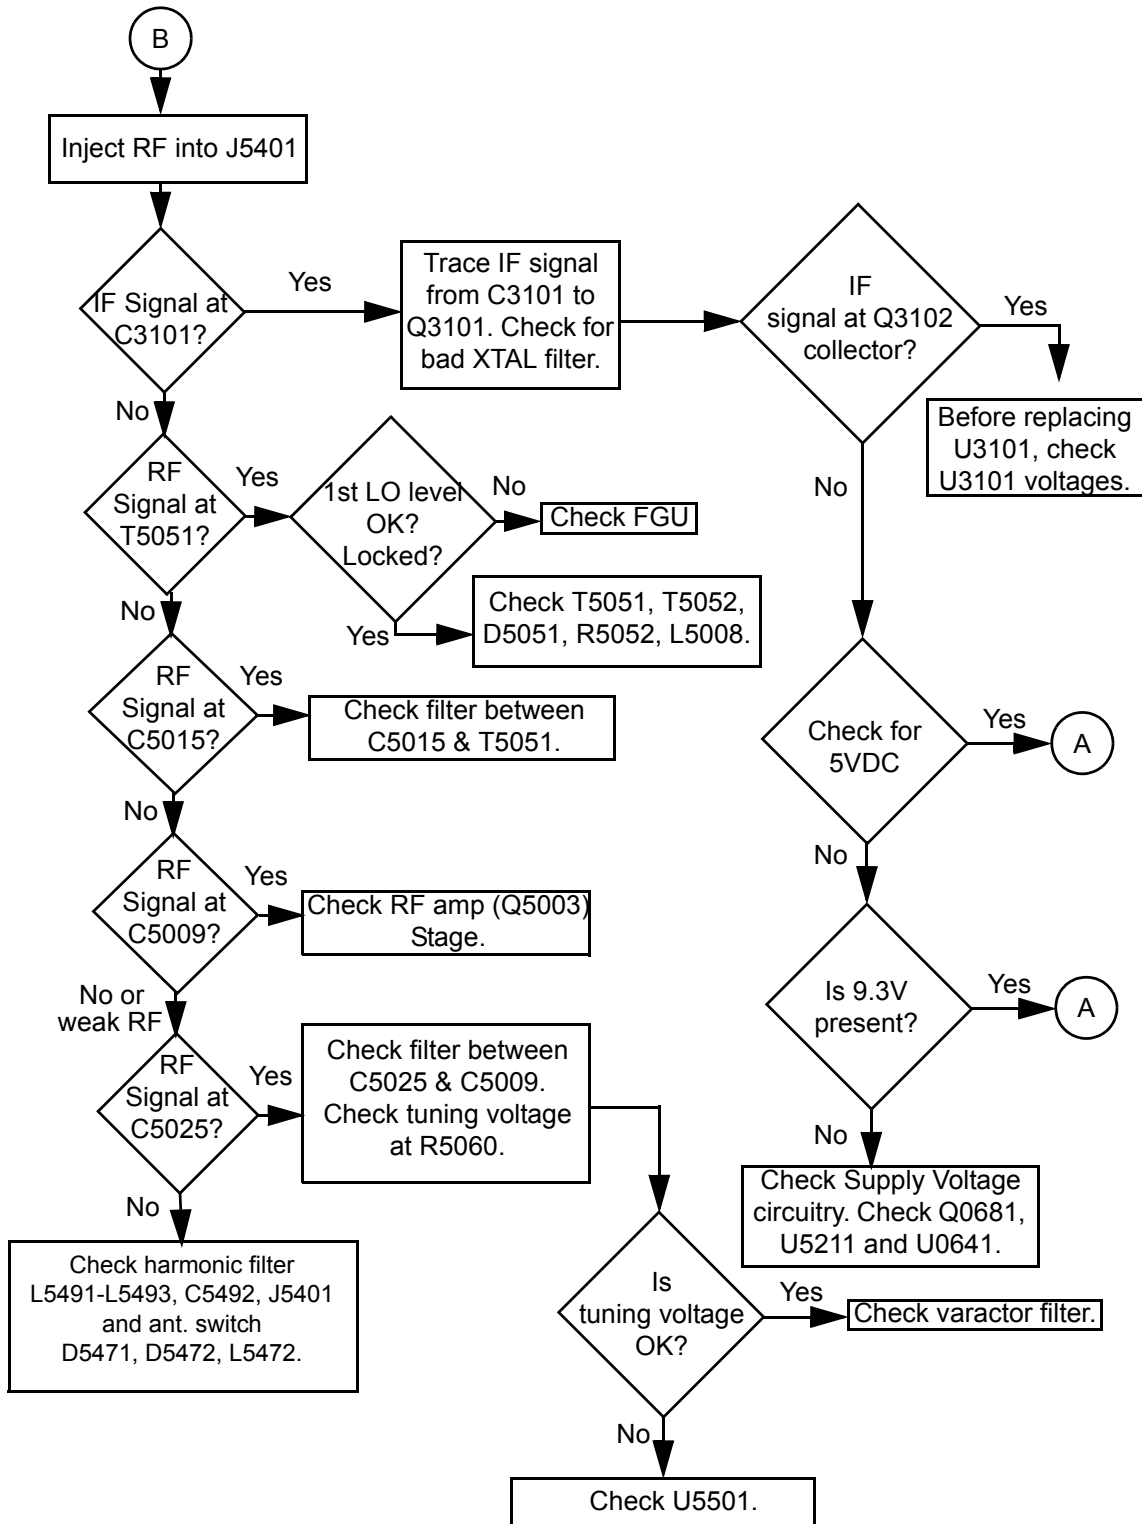 B
Inject RF into J5401
IF Signal at
C3101?
Yes
Trace IF signal
from C3101 to
Q3101. Check for
bad XTAL filter.
IF
signal at Q3102
collector?
Yes
Before replacing
U3101, check
U3101 voltages.
No
No
RF
Signal at
T5051?
Yes
1st LO level
OK?
Locked?
No
Check FGU
Yes
Check T5051, T5052,
D5051, R5052, L5008.
No
RF
Signal at
C5015?
Yes
Check filter between
C5015 & T5051.
Check for
5VDC
Yes
A
No
RF
Signal at
C5009?
Yes
Check RF amp (Q5003)
Stage.
No
Is 9.3V
present?
Yes
A
No or
weak RF
RF
Signal at
C5025?
Yes
Check filter between
C5025 & C5009.
Check tuning voltage
at R5060.
No
Check Supply Voltage
circuitry. Check Q0681,
U5211 and U0641.
No
Check harmonic filter
L5491-L5493, C5492, J5401
and ant. switch
D5471, D5472, L5472.
Is
tuning voltage
OK?
Yes
Check varactor filter.
No
Check U5501.